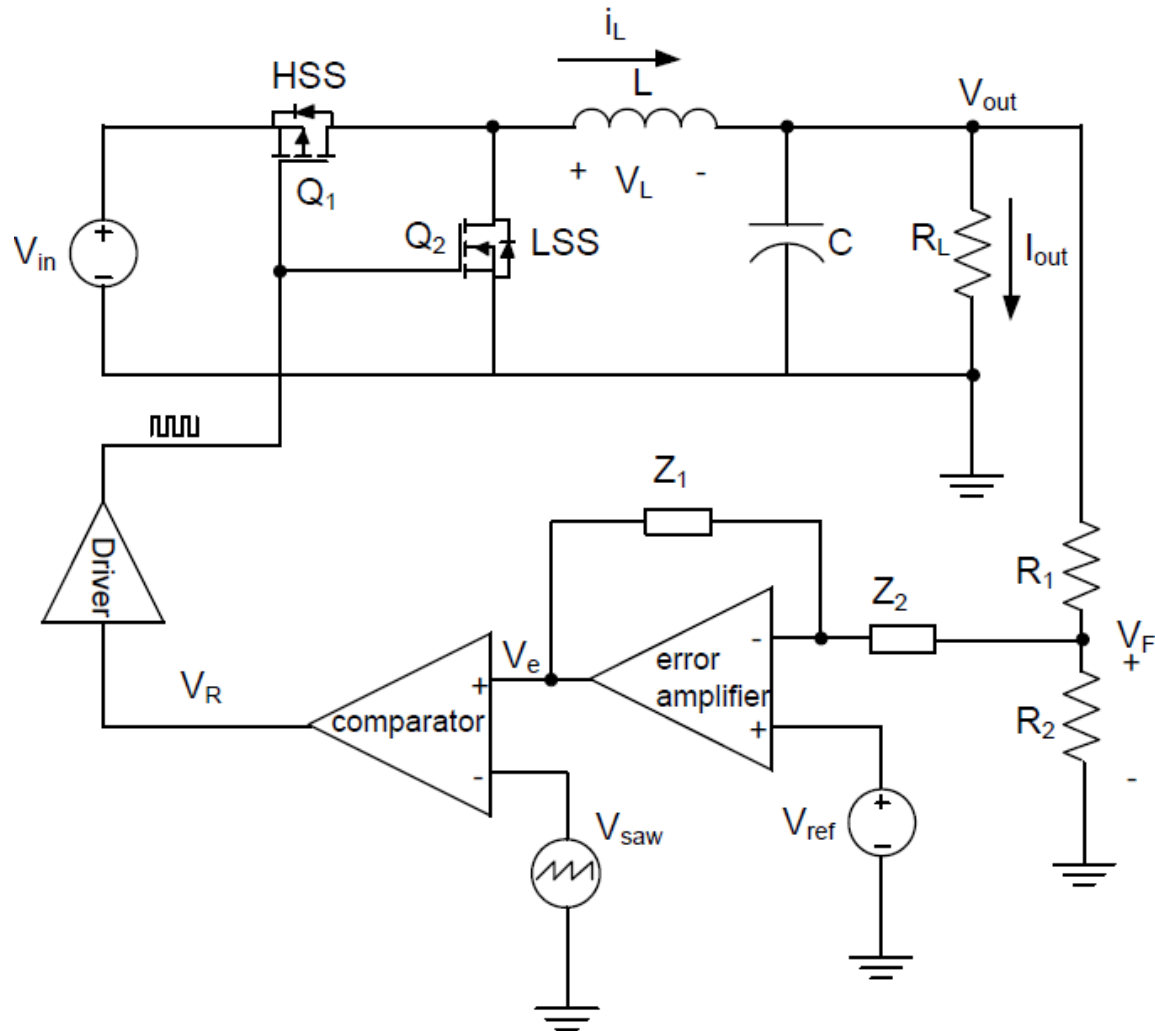 i_L
HSS
L
V_out
+ V_L -
Q_1
Q_2
LSS
V_in
+
-
C
R_L
I_out
Z_1
Driver
R_1
Z_2
V_F
+
V_e
-
error
amplifier
+
V_R
+
comparator
-
R_2
-
V_saw
V_ref
+
-